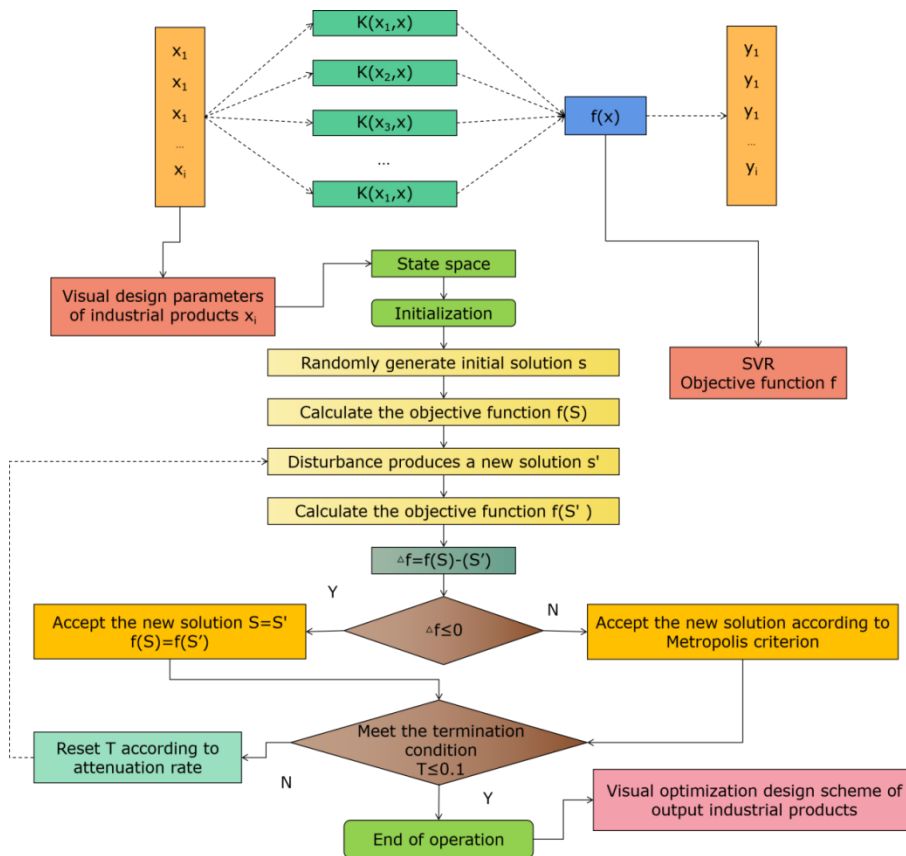 x₁
x₁
x₁
...
xᵢ
K(x₁,x)
K(x₂,x)
K(x₃,x)
...
K(x₁,x)
f(x)
y₁
y₁
y₁
...
yᵢ
Visual design parameters
of industrial products xᵢ
State space
Initialization
SVR
Objective function f
Randomly generate initial solution s
Calculate the objective function f(S)
Disturbance produces a new solution s'
Calculate the objective function f(S' )
△f=f(S)-(S’)
Y
N
△f≤0
Accept the new solution S=S'
f(S)=f(S’)
Accept the new solution according to
Metropolis criterion
Meet the termination
condition
T≤0.1
Reset T according to
attenuation rate
N
Y
Visual optimization design scheme of
output industrial products
End of operation